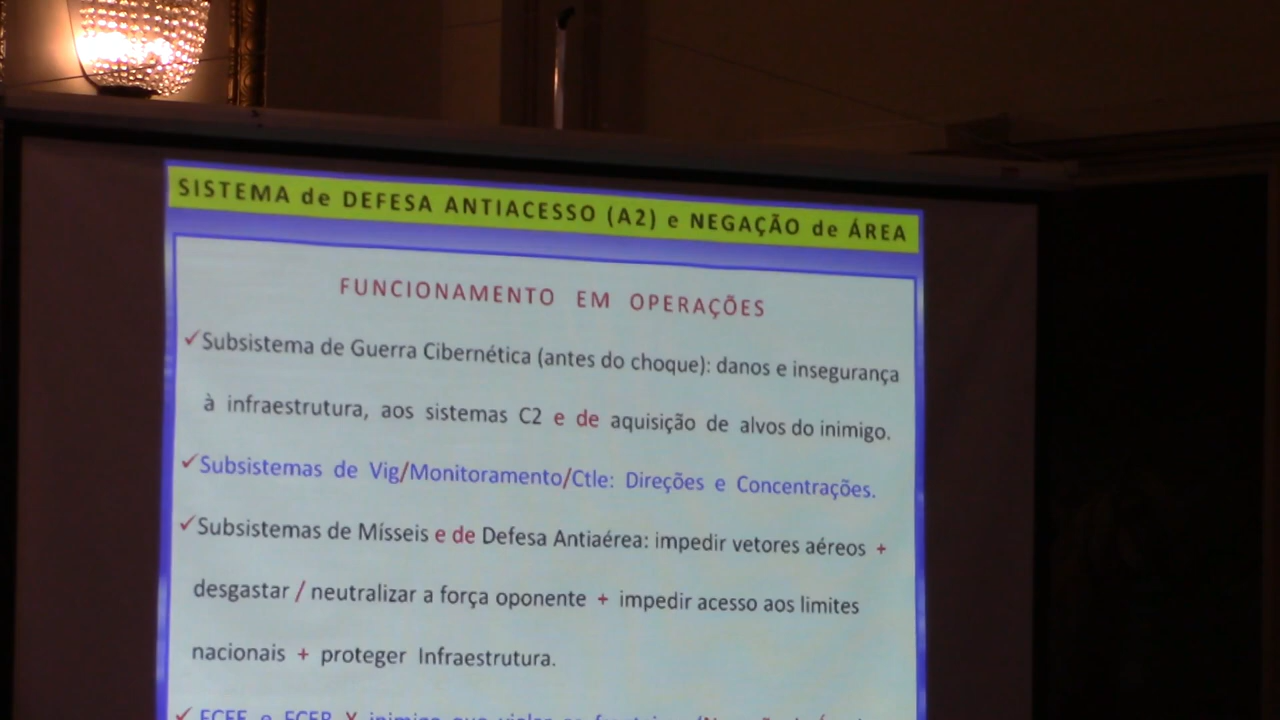 SISTEMA de DEFESA ANTIACESSO (A2) e NEGAÇÃO de ÁREA
FUNCIONAMENTO EM OPERAÇÕES
✓Subsistema de Guerra Cibernética (antes do choque): danos e insegurança
à infraestrutura, aos sistemas C2 e de aquisição de alvos do inimigo.
✓Subsistemas de Vig/Monitoramento/Ctle: Direções e Concentrações.
✓Subsistemas de Mísseis e de Defesa Antiaérea: impedir vetores aéreos +
desgastar / neutralizar a força oponente + impedir acesso aos limites
nacionais + proteger Infraestrutura.